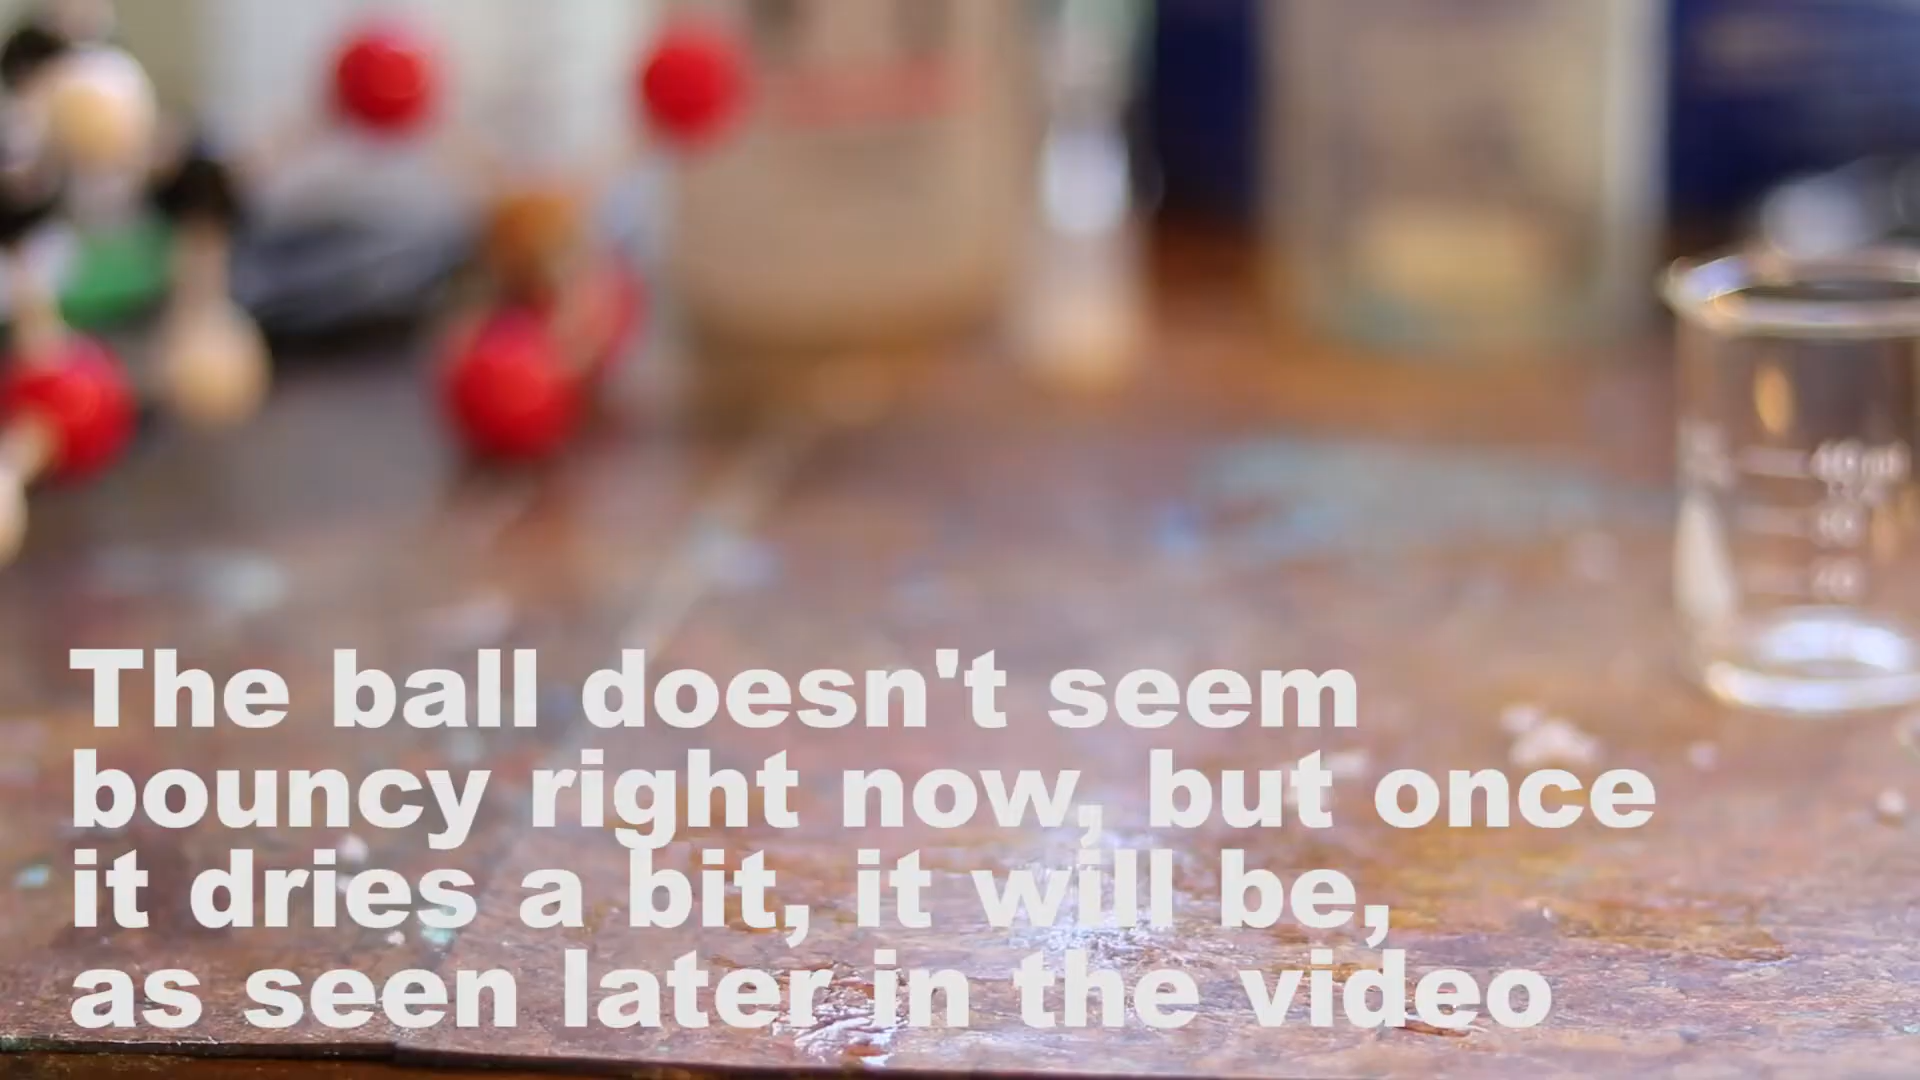 The ball doesn't seem
bouncy right now, but once
it dries a bit, it will be,
as seen later in the video